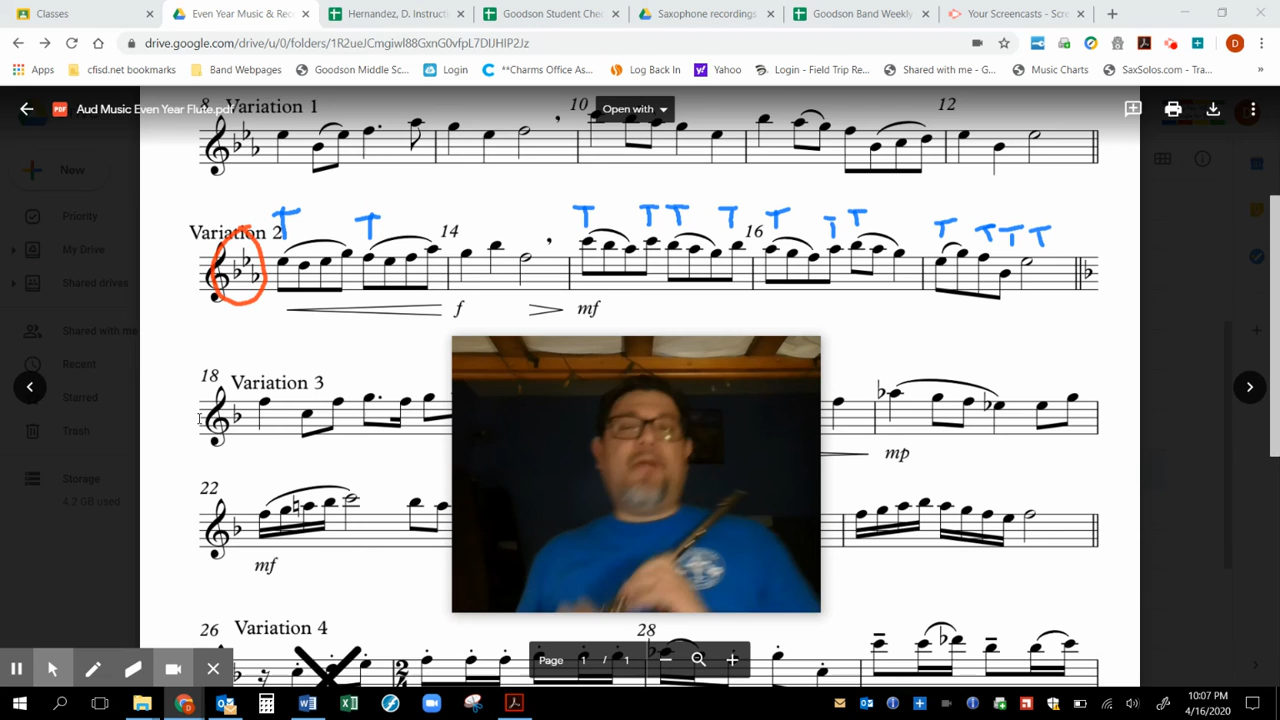 Classes
Even Year Music & Rec
Hernandez, D. Instructi
Goodson Student Chec
Saxophone recordings
Goodson Band Weekly
Your Screencasts - Scr
drive.google.com/drive/u/0/folders/1R2ueJCmgiwl88GxnG0vfpL7DIJHIP2Jz
D
Apps
cfisd.net bookmarks
Band Webpages
Goodson Middle Sc...
Login
**Charms Office As...
Log Back In
Yahoo
Login - Field Trip Re...
Shared with me - G...
Music Charts
SaxSolos.com - Tra...
»
PDF
Aud Music Even Year Flute.pdf
Open with
8 Variation 1
10
12
New
Priority
My Drive
Shared drives
Shared with me
Recent
Starred
Trash
Storage
4.2 GB used
T T T T T T T T T T T T T
Variation 2
14
16
f
mf
18 Variation 3
mp
22
mf
26 Variation 4
28
2
4
Page 1 / 1
10:07 PM
4/16/2020